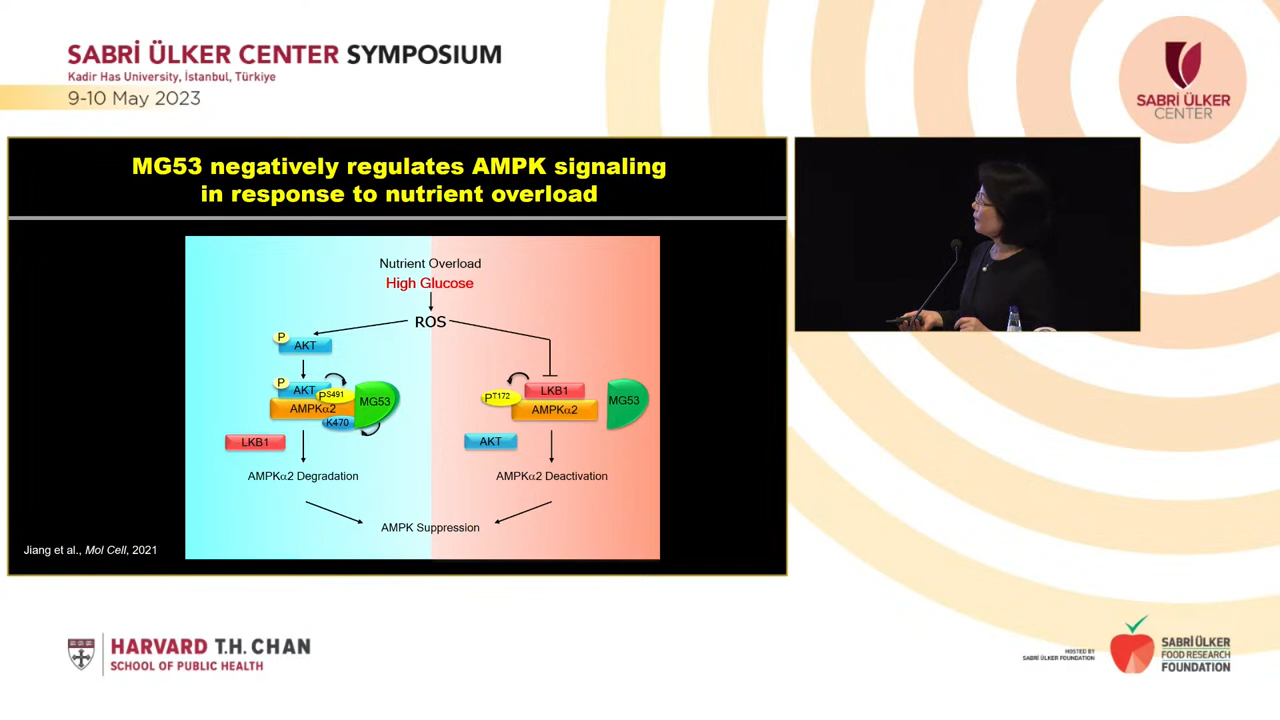 SABRİ ÜLKER CENTER SYMPOSIUM
Kadir Has University, İstanbul, Türkiye
9-10 May 2023
SABRİ ÜLKER
CENTER
MG53 negatively regulates AMPK signaling
in response to nutrient overload
Nutrient Overload
High Glucose
ROS
P
AKT
P
AKT
PS491
AMPKα2
MG53
K470
LKB1
AMPKα2 Degradation
LKB1
PT172
AMPKα2
MG53
AKT
AMPKα2 Deactivation
AMPK Suppression
Jiang et al., Mol Cell, 2021
HARVARD T.H. CHAN
SCHOOL OF PUBLIC HEALTH
HOSTED BY
SABRİ ÜLKER FOUNDATION
SABRİ ÜLKER
FOOD RESEARCH
FOUNDATION